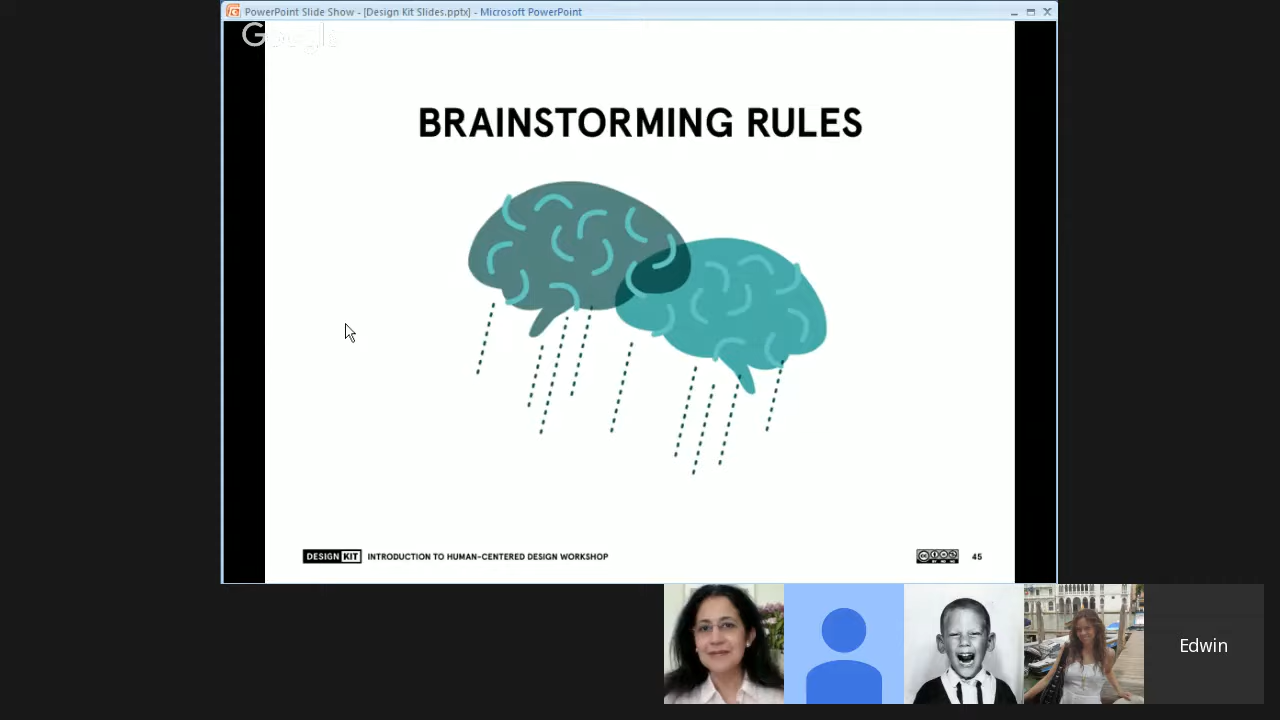 PowerPoint Slide Show - [Design Kit Slides.pptx] - Microsoft PowerPoint
Google
BRAINSTORMING RULES
DESIGN KIT INTRODUCTION TO HUMAN-CENTERED DESIGN WORKSHOP
45
Edwin